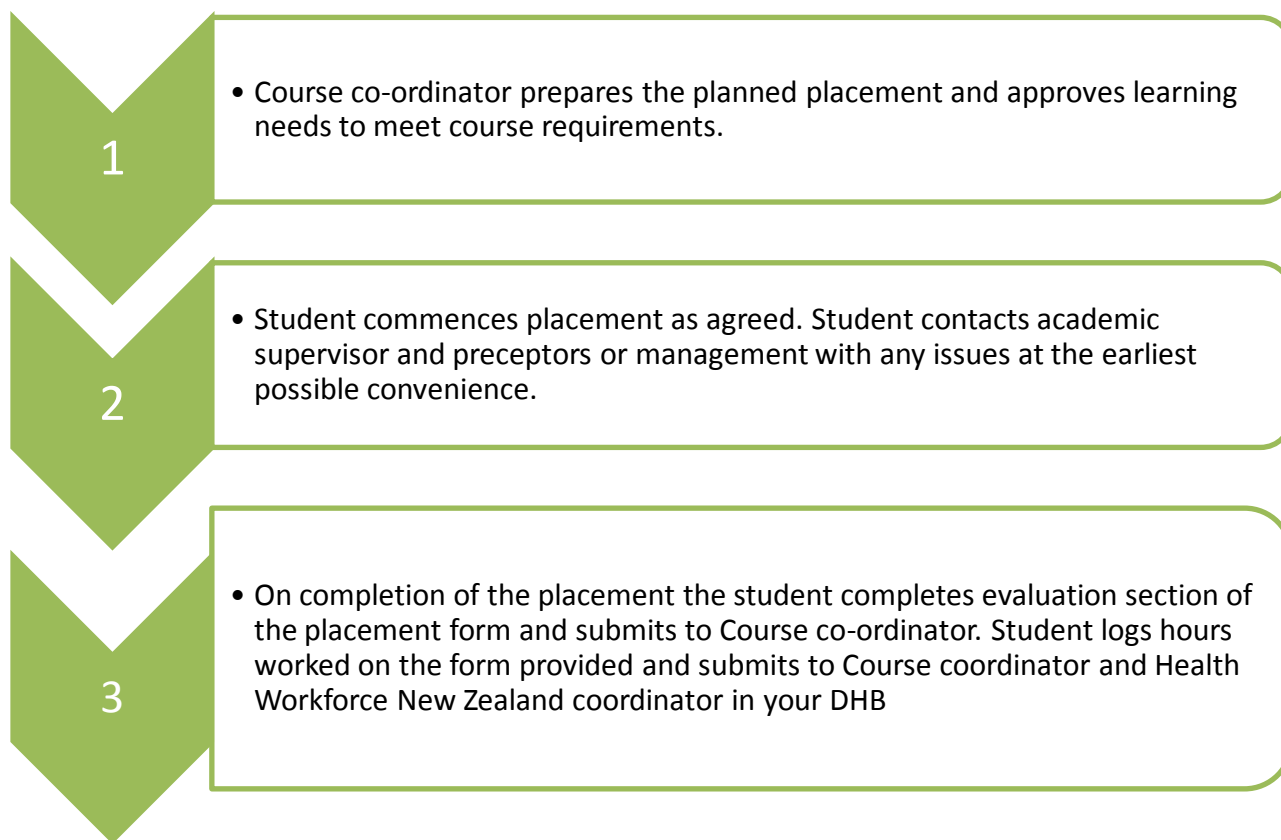 1
• Course co-ordinator prepares the planned placement and approves learning
needs to meet course requirements.
2
• Student commences placement as agreed. Student contacts academic
supervisor and preceptors or management with any issues at the earliest
possible convenience.
3
• On completion of the placement the student completes evaluation section of
the placement form and submits to Course co-ordinator. Student logs hours
worked on the form provided and submits to Course coordinator and Health
Workforce New Zealand coordinator in your DHB